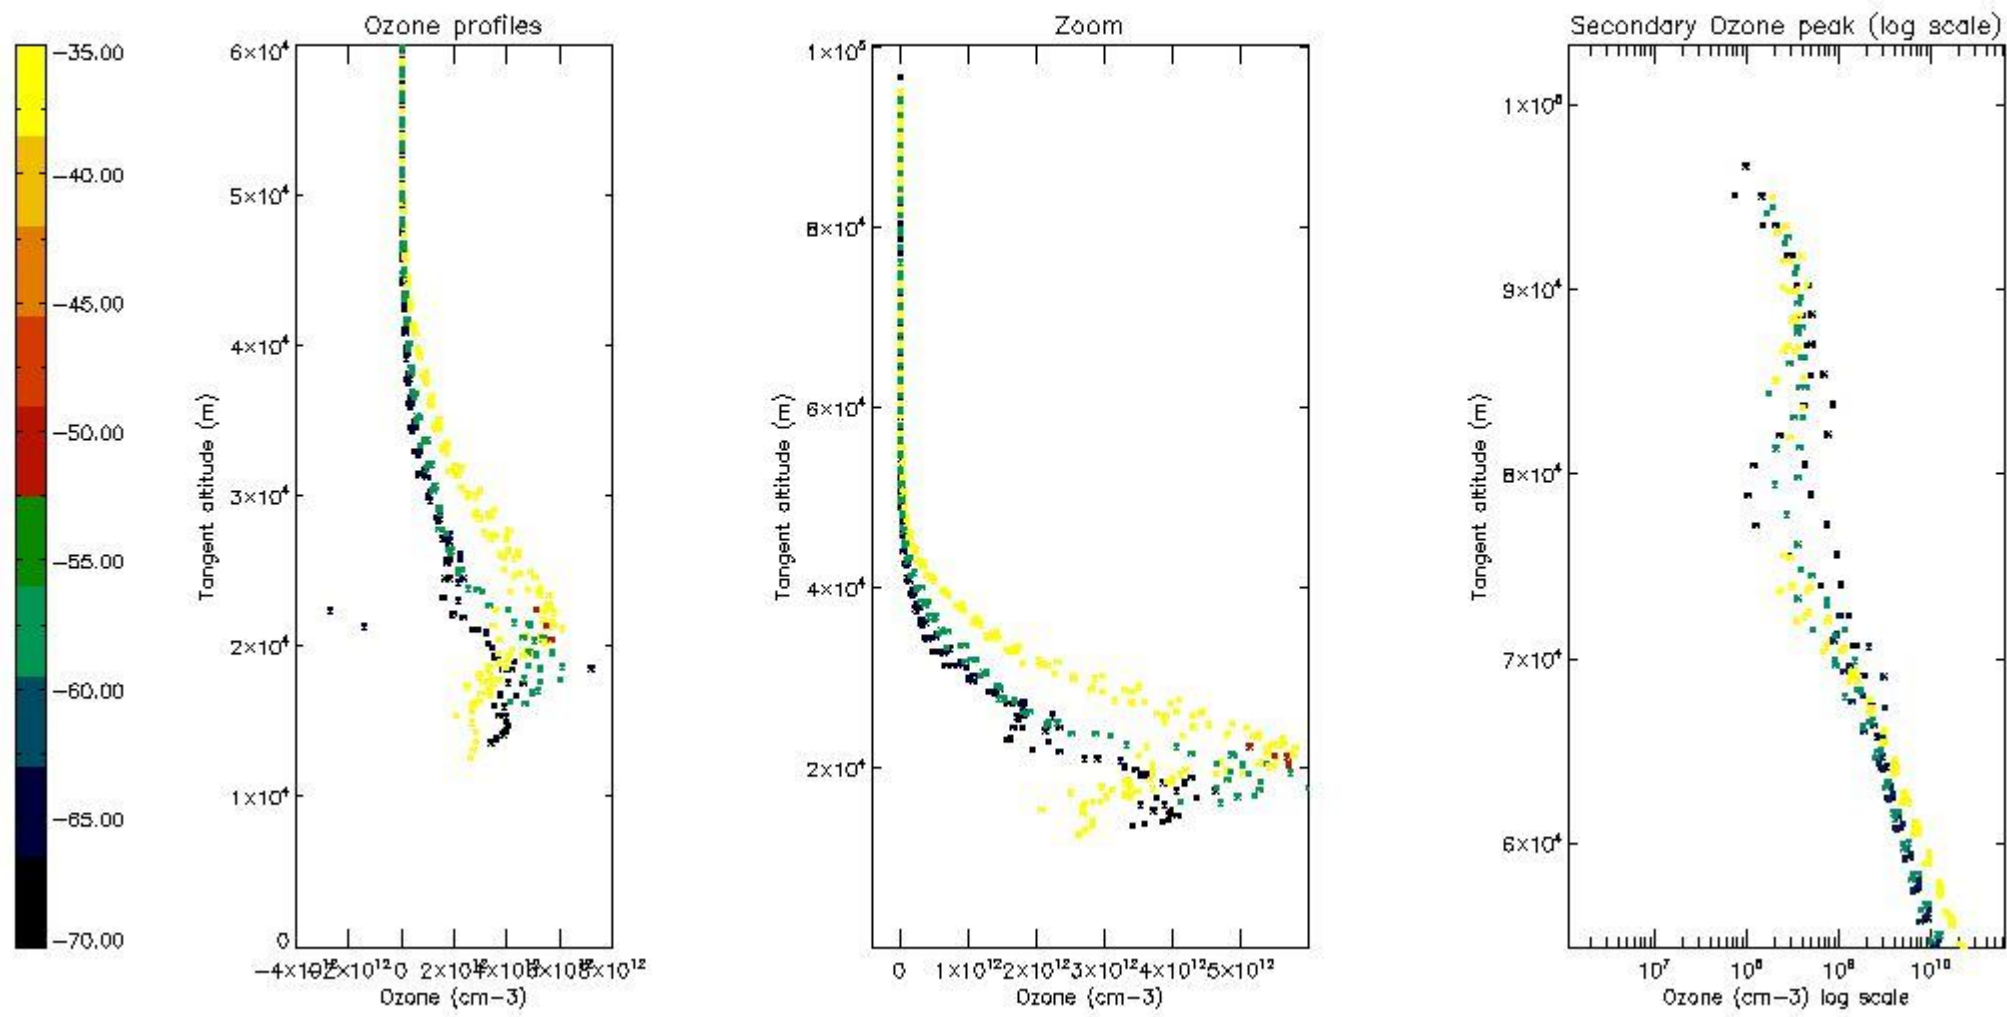 Ozone profiles
Zoom
Secondary Ozone peak (log scale)
−35.00
−40.00
−45.00
−50.00
−55.00
−60.00
−65.00
−70.00
Tangent altitude (m)
6×10⁴
5×10⁴
4×10⁴
3×10⁴
2×10⁴
1×10⁴
0
0
Ozone (cm−3)
Tangent altitude (m)
1×10⁵
8×10⁴
6×10⁴
4×10⁴
2×10⁴
0 1×10¹² 2×10¹² 3×10¹² 4×10¹² 5×10¹²
Ozone (cm−3)
Tangent altitude (m)
9×10⁴
8×10⁴
7×10⁴
6×10⁴
10⁷ 10¹⁰
Ozone (cm−3) log scale